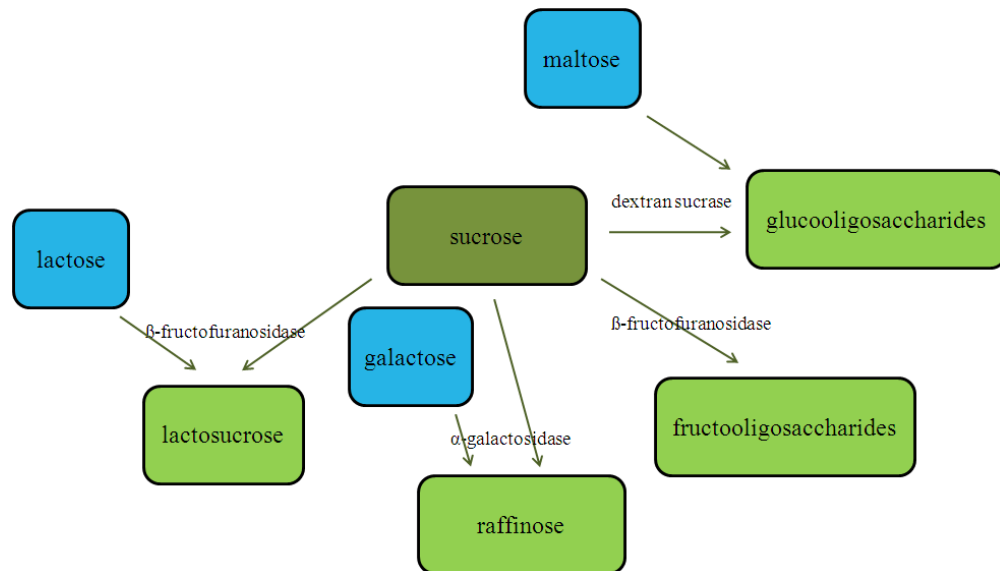 maltose
dextran sucrase
glucooligosaccharides
sucrose
lactose
ß-fructofuranosidase
ß-fructofuranosidase
galactose
lactosucrose
fructooligosaccharides
α-galactosidase
raffinose